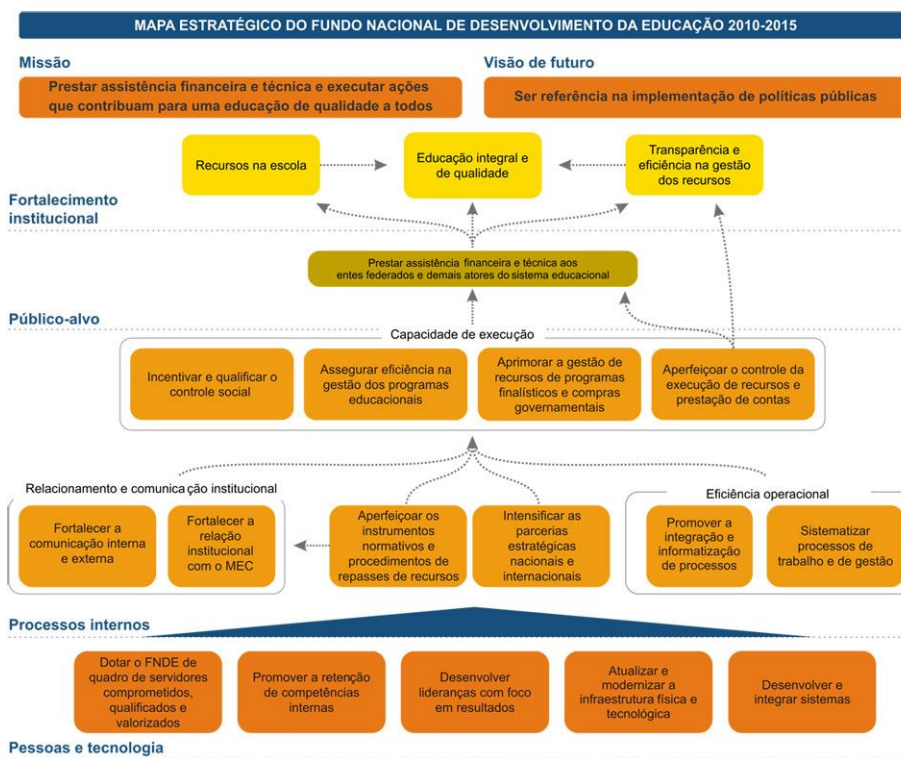 MAPA ESTRATÉGICO DO FUNDO NACIONAL DE DESENVOLVIMENTO DA EDUCAÇÃO 2010-2015
Missão
Prestar assistência financeira e técnica e executar ações
que contribuam para uma educação de qualidade a todos
Visão de futuro
Ser referência na implementação de políticas públicas
Recursos na escola
Educação integral e
de qualidade
Transparência e
eficiência na gestão
dos recursos
Fortalecimento
institucional
Prestar assistência financeira e técnica aos
entes federados e demais atores do sistema educacional
Público-alvo
Capacidade de execução
Incentivar e qualificar o
controle social
Assegurar eficiência na
gestão dos programas
educacionais
Aprimorar a gestão de
recursos de programas
finalísticos e compras
governamentais
Aperfeiçoar o controle da
execução de recursos e
prestação de contas
Relacionamento e comunicação institucional
Fortalecer a
comunicação interna
e externa
Fortalecer a
relação
institucional
com o MEC
Aperfeiçoar os
instrumentos
normativos e
procedimentos de
repasses de recursos
Intensificar as
parcerias
estratégicas
nacionais e
internacionais
Eficiência operacional
Promover a
integração e
informatização
de processos
Sistematizar
processos de
trabalho e de gestão
Processos internos
Dotar o FNDE de
quadro de servidores
comprometidos,
qualificados e
valorizados
Promover a retenção
de competências
internas
Desenvolver
lideranças com foco
em resultados
Atualizar e
modernizar a
infraestrutura física e
tecnológica
Desenvolver e
integrar sistemas
Pessoas e tecnologia